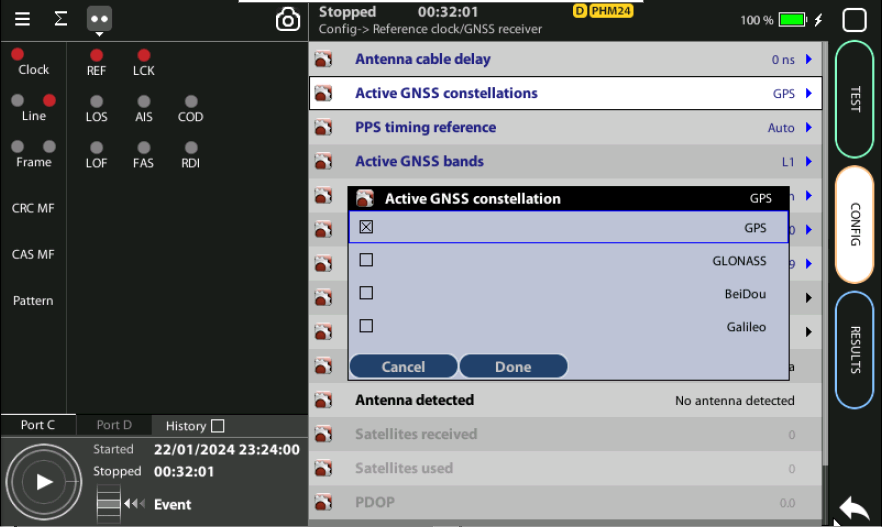 Σ
Stopped 00:32:01
D PHM24
100 %
Config-> Reference clock/GNSS receiver
Clock
REF LCK
Line
LOS AIS COD
Frame
LOF FAS RDI
CRC MF
CAS MF
Pattern
Port C Port D History
Started 22/01/2024 23:24:00
Stopped 00:32:01
Event
Antenna cable delay 0 ns
Active GNSS constellations GPS
PPS timing reference Auto
Active GNSS bands L1
Active GNSS constellation GPS
GPS
GLONASS
BeiDou
Galileo
Cancel Done
n
0
9
a
Antenna detected No antenna detected
Satellites received 0
Satellites used 0
PDOP 0.0
TEST
CONFIG
RESULTS